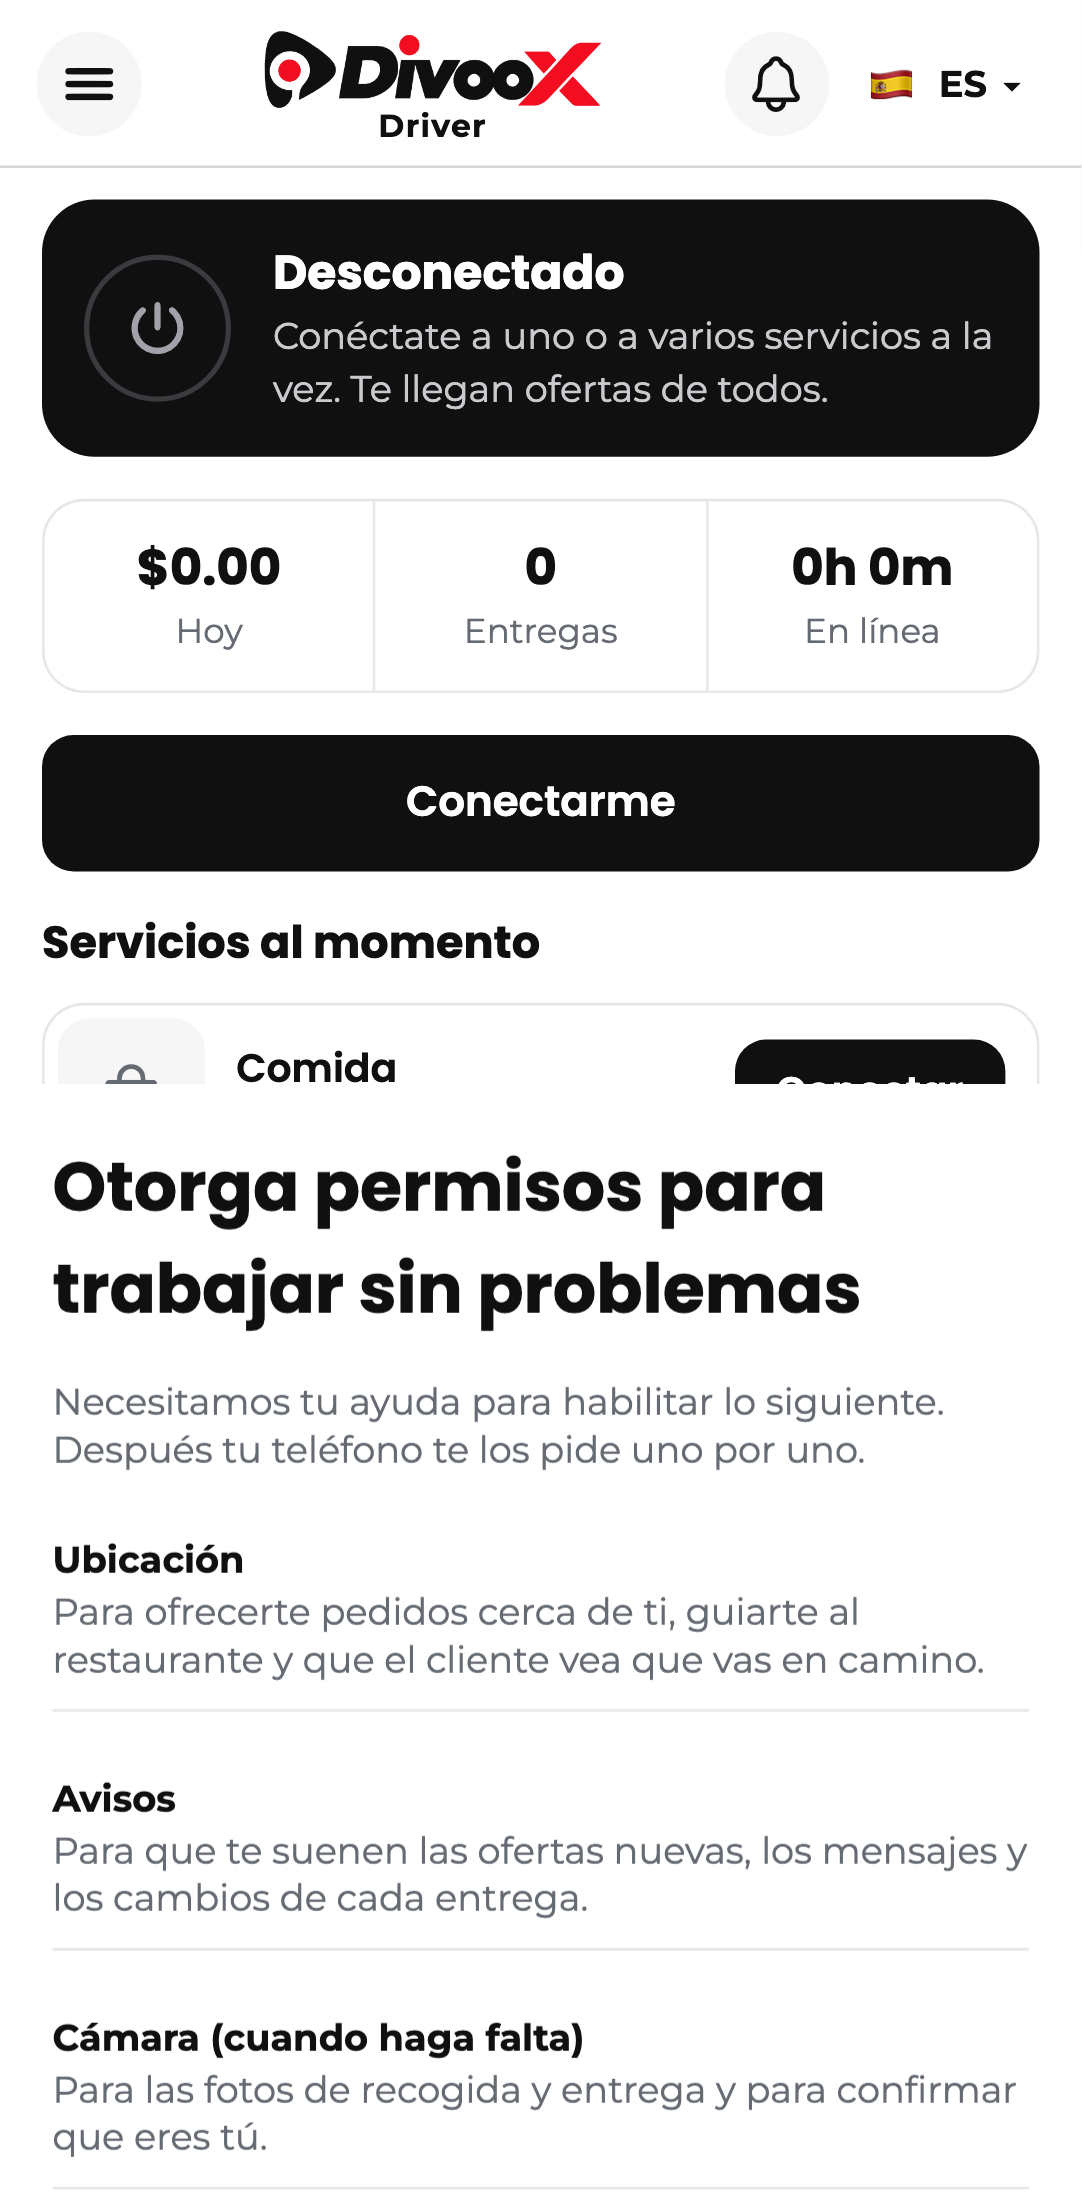 DivooX
Driver
ES
Desconectado
Conéctate a uno o a varios servicios a la
vez. Te llegan ofertas de todos.
$0.00
Hoy
0
Entregas
0h 0m
En línea
Conectarme
Servicios al momento
Comida
Conectar
Otorga permisos para
trabajar sin problemas
Necesitamos tu ayuda para habilitar lo siguiente.
Después tu teléfono te los pide uno por uno.
Ubicación
Para ofrecerte pedidos cerca de ti, guiarte al
restaurante y que el cliente vea que vas en camino.
Avisos
Para que te suenen las ofertas nuevas, los mensajes y
los cambios de cada entrega.
Cámara (cuando haga falta)
Para las fotos de recogida y entrega y para confirmar
que eres tú.